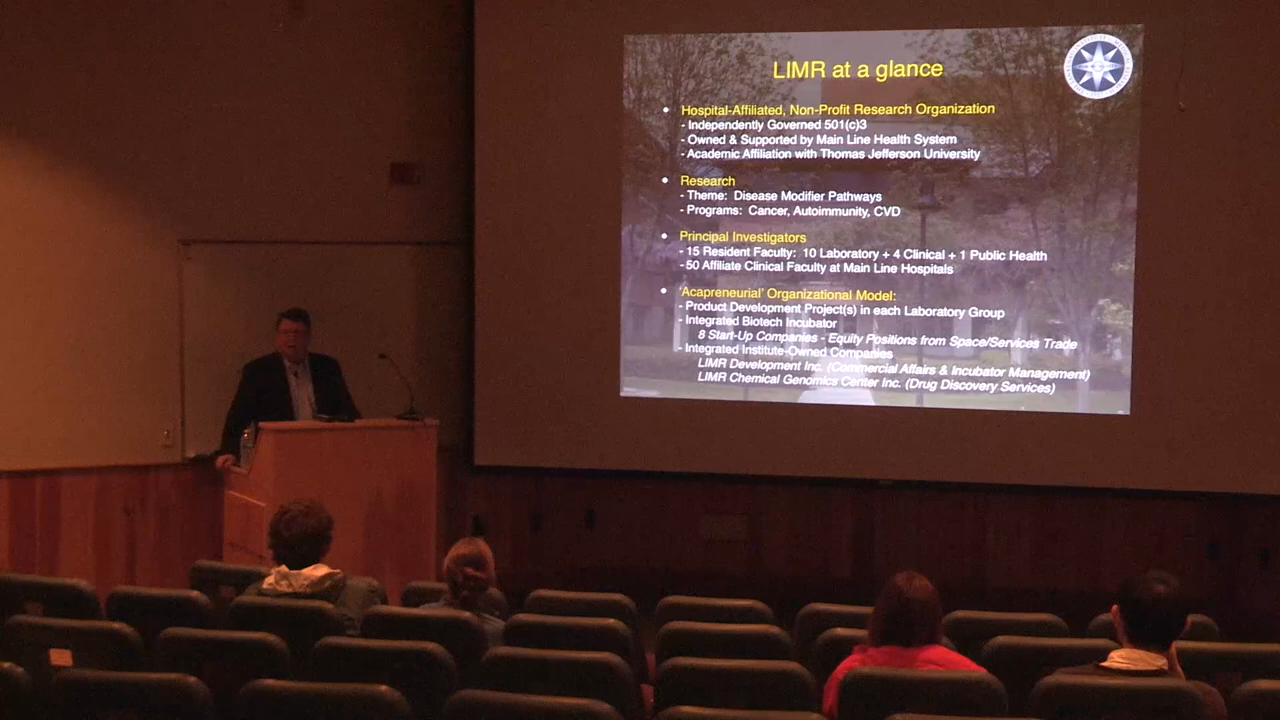 LIMR at a glance
• Hospital-Affiliated, Non-Profit Research Organization
- Independently Governed 501(c)3
- Owned & Supported by Main Line Health System
- Academic Affiliation with Thomas Jefferson University
• Research
- Theme: Disease Modifier Pathways
- Programs: Cancer, Autoimmunity, CVD
• Principal Investigators
- 15 Resident Faculty: 10 Laboratory + 4 Clinical + 1 Public Health
- 50 Affiliate Clinical Faculty at Main Line Hospitals
• 'Acapreneurial' Organizational Model:
- Product Development Project(s) in each Laboratory Group
- Integrated Biotech Incubator
8 Start-Up Companies - Equity Positions from Space/Services Trade
- Integrated Institute-Owned Companies
LIMR Development Inc. (Commercial Affairs & Incubator Management)
LIMR Chemical Genomics Center Inc. (Drug Discovery Services)